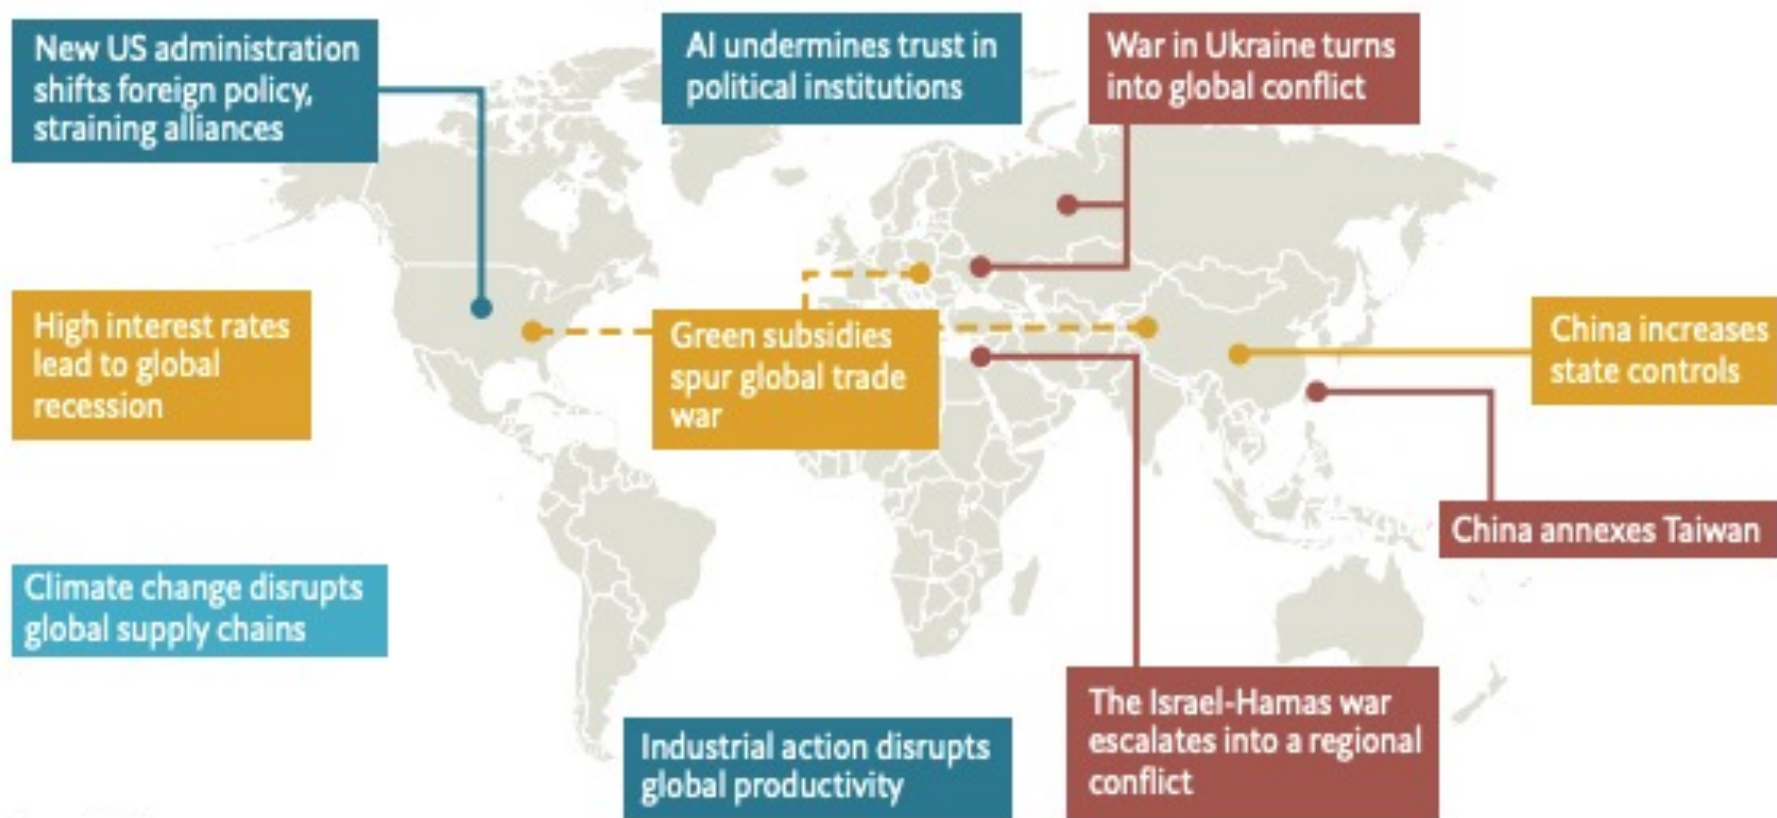 New US administration
shifts foreign policy,
straining alliances
AI undermines trust in
political institutions
War in Ukraine turns
into global conflict
High interest rates
lead to global
recession
Green subsidies
spur global trade
war
China increases
state controls
China annexes Taiwan
Climate change disrupts
global supply chains
Industrial action disrupts
global productivity
The Israel-Hamas war
escalates into a regional
conflict